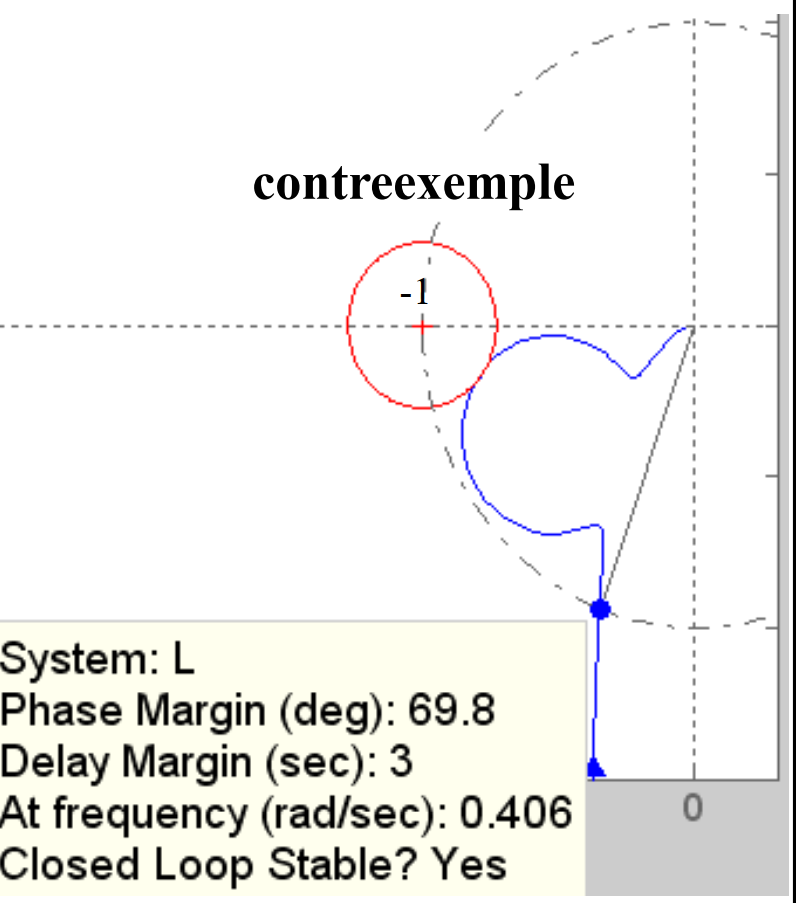 contreexemple
-1
System: L
Phase Margin (deg): 69.8
Delay Margin (sec): 3
At frequency (rad/sec): 0.406
Closed Loop Stable? Yes
0